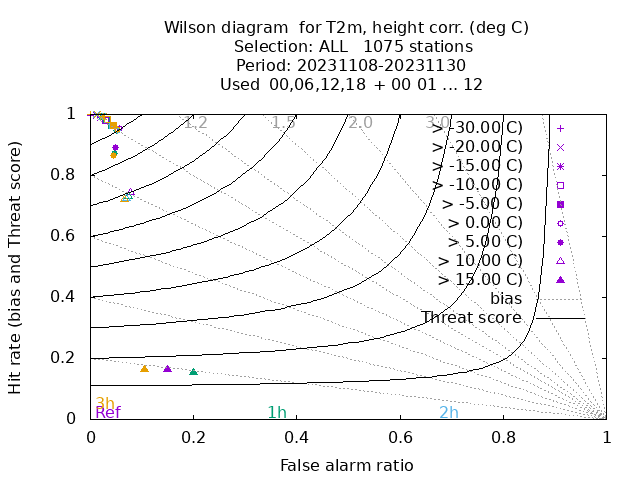 Wilson diagram  for T2m, height corr. (deg C)
Selection: ALL   1075 stations
Period: 20231108-20231130
Used  00,06,12,18  + 00 01 ... 12
Hit rate (bias and Threat score)
1
0.8
0.6
0.4
0.2
0
1.2
1.5
2.0
3.0
> -30.00 C)
> -20.00 C)
> -15.00 C)
> -10.00 C)
> -5.00 C)
> 0.00 C)
> 5.00 C)
> 10.00 C)
> 15.00 C)
bias
Threat score
3h
Ref
1h
2h
0
0.2
0.4
0.6
0.8
1
False alarm ratio